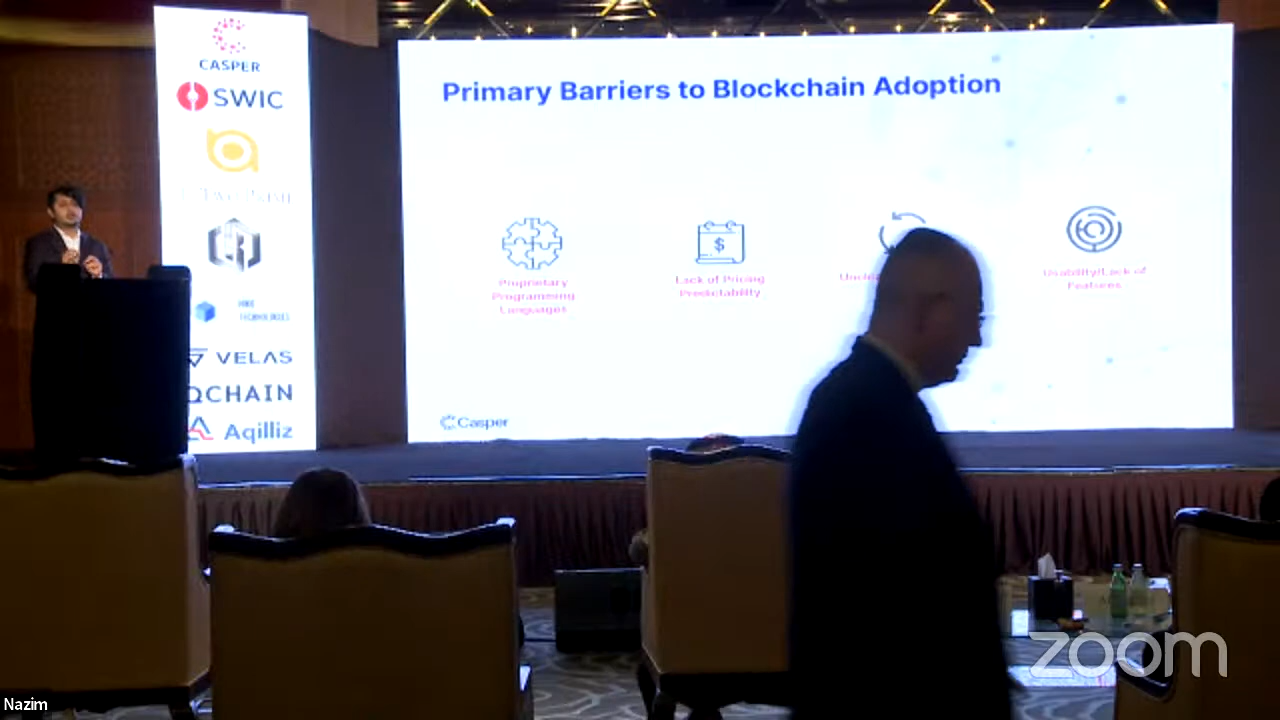 CASPER
SWIC
VELAS
QCHAIN
Aqilliz
Primary Barriers to Blockchain Adoption
Proprietary
Programming
Languages
Lack of Pricing
Predictability
Usability/Lack of
Features
Casper
zoom
Nazim